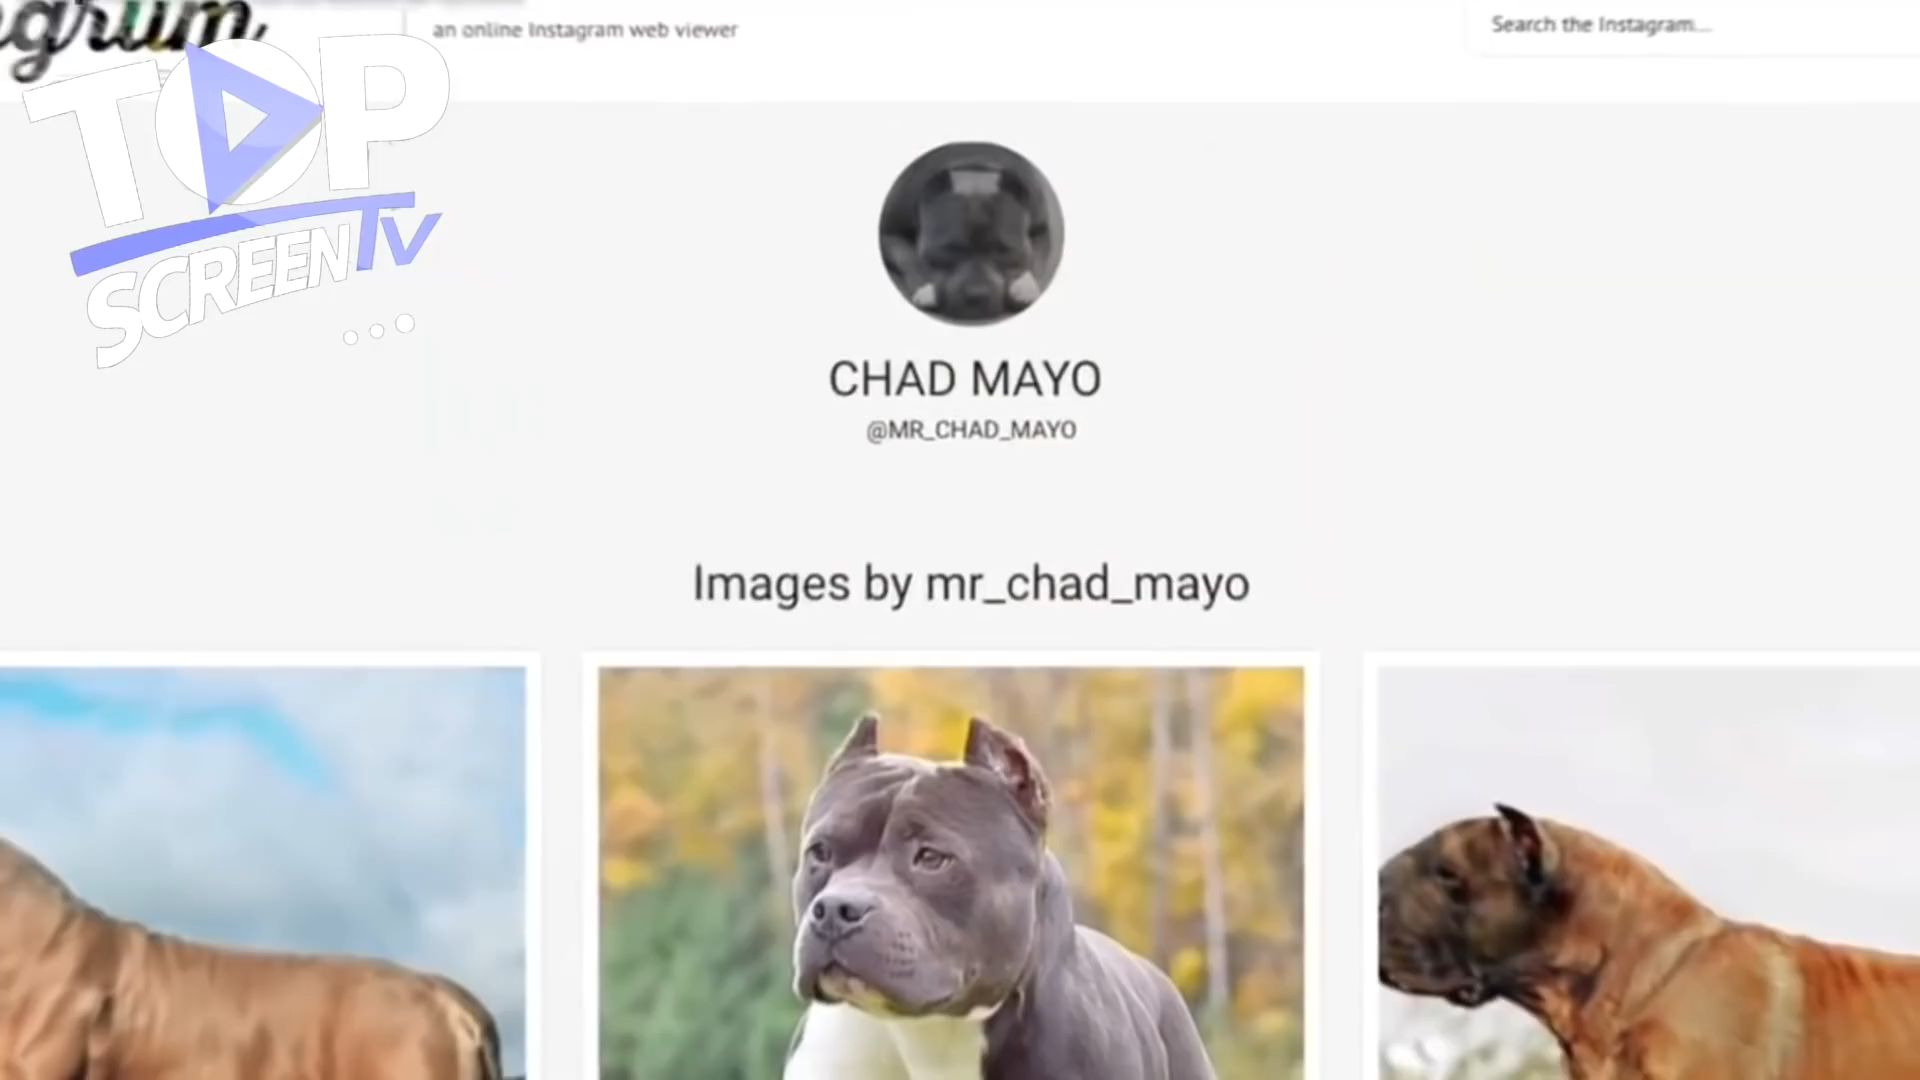 an online Instagram web viewer
Search the Instagram...
TOP
SCREEN TV
CHAD MAYO
@MR_CHAD_MAYO
Images by mr_chad_mayo